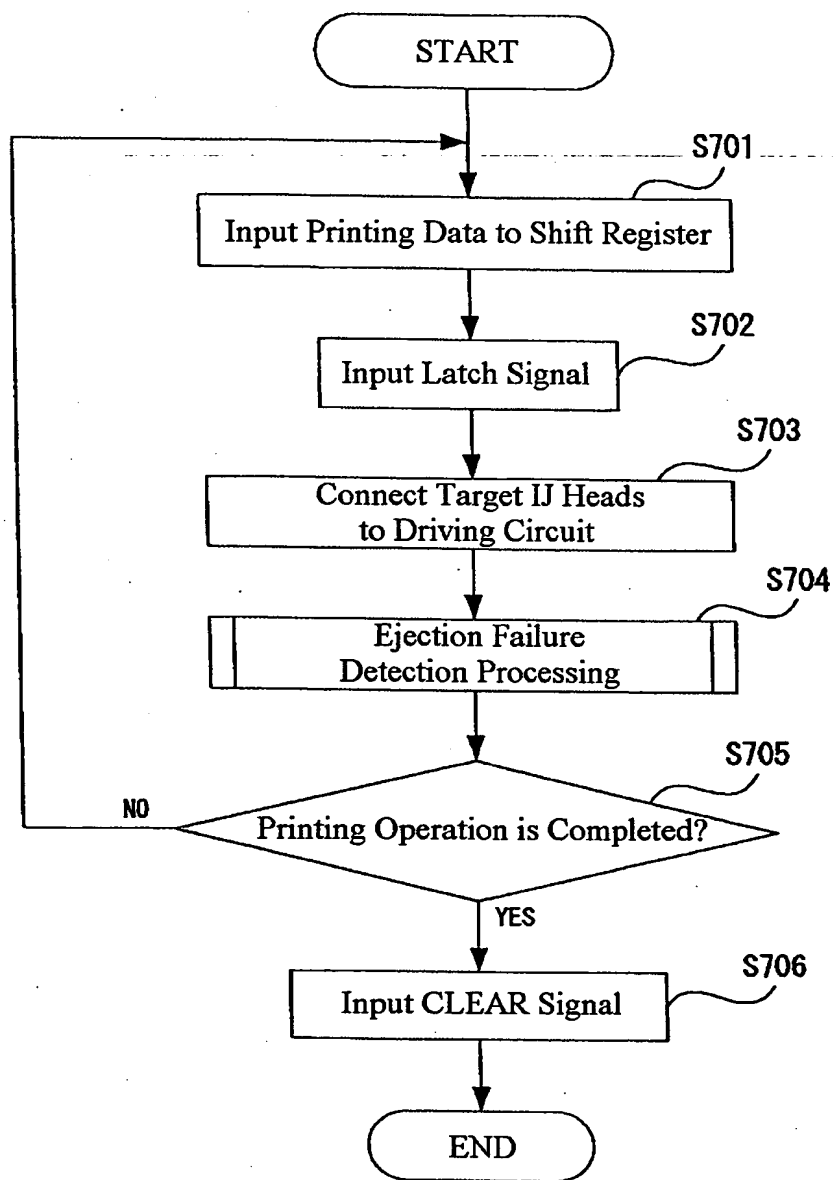 START
S701
Input Printing Data to Shift Register
S702
Input Latch Signal
S703
Connect Target IJ Heads
to Driving Circuit
S704
Ejection Failure
Detection Processing
S705
NO
Printing Operation is Completed?
YES
S706
Input CLEAR Signal
END